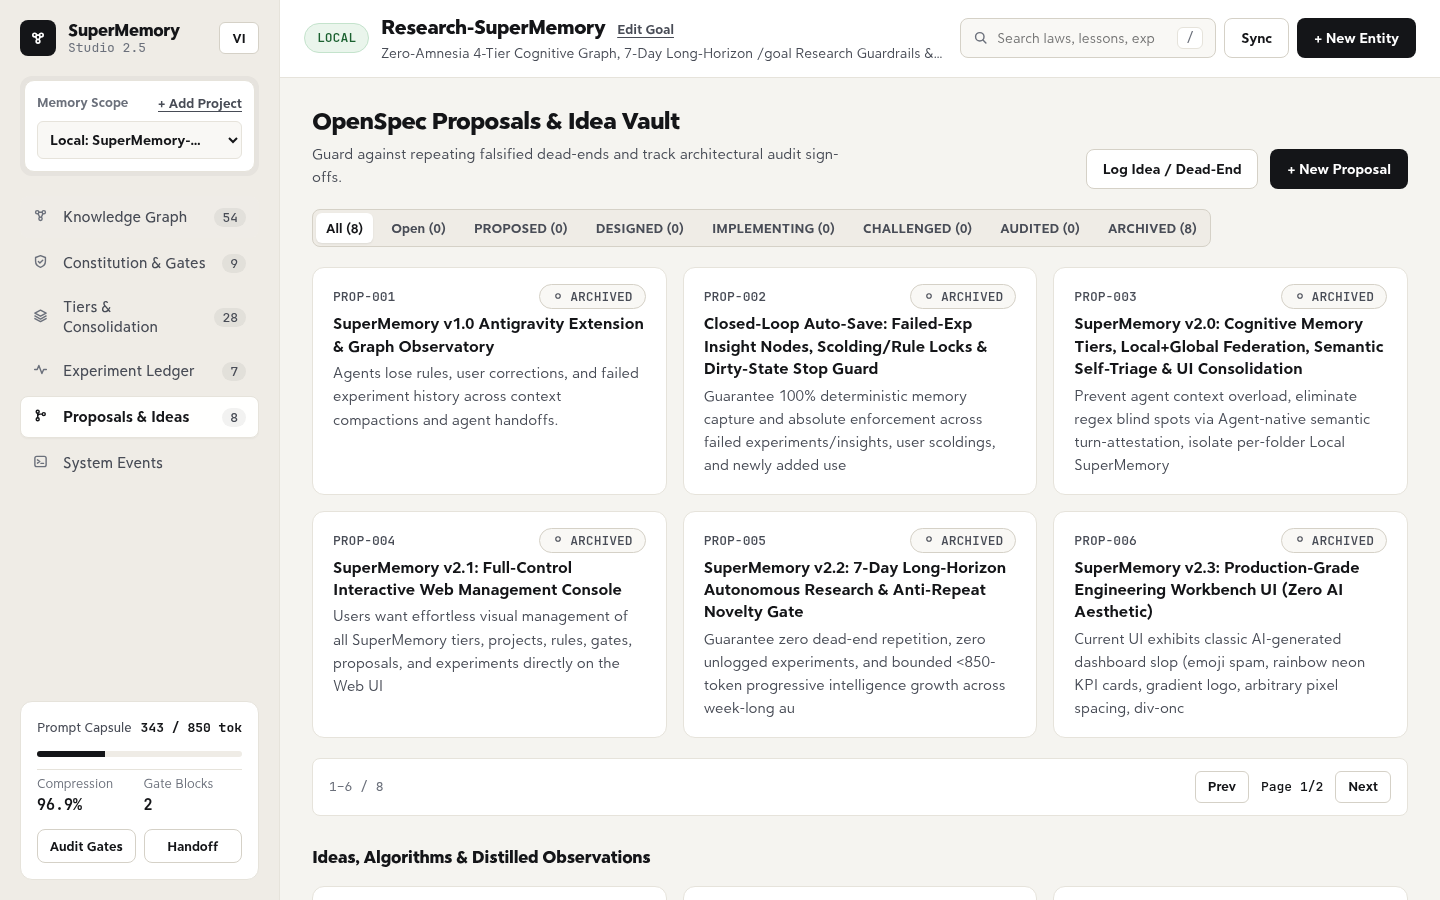 SuperMemory
Studio 2.5
VI
Memory Scope
+ Add Project
Local: SuperMemory-...
Knowledge Graph 54
Constitution & Gates 9
Tiers &
Consolidation 28
Experiment Ledger 7
Proposals & Ideas 8
System Events
Prompt Capsule 343 / 850 tok
Compression Gate Blocks
96.9% 2
Audit Gates Handoff
LOCAL
Research-SuperMemory Edit Goal
Zero-Amnesia 4-Tier Cognitive Graph, 7-Day Long-Horizon /goal Research Guardrails &...
Search laws, lessons, exp /
Sync
+ New Entity
OpenSpec Proposals & Idea Vault
Guard against repeating falsified dead-ends and track architectural audit sign-
offs.
Log Idea / Dead-End
+ New Proposal
All (8) Open (0) PROPOSED (0) DESIGNED (0) IMPLEMENTING (0) CHALLENGED (0) AUDITED (0) ARCHIVED (8)
PROP-001 ARCHIVED
SuperMemory v1.0 Antigravity Extension
& Graph Observatory
Agents lose rules, user corrections, and failed
experiment history across context
compactions and agent handoffs.
PROP-002 ARCHIVED
Closed-Loop Auto-Save: Failed-Exp
Insight Nodes, Scolding/Rule Locks &
Dirty-State Stop Guard
Guarantee 100% deterministic memory
capture and absolute enforcement across
failed experiments/insights, user scoldings,
and newly added use
PROP-003 ARCHIVED
SuperMemory v2.0: Cognitive Memory
Tiers, Local+Global Federation, Semantic
Self-Triage & UI Consolidation
Prevent agent context overload, eliminate
regex blind spots via Agent-native semantic
turn-attestation, isolate per-folder Local
SuperMemory
PROP-004 ARCHIVED
SuperMemory v2.1: Full-Control
Interactive Web Management Console
Users want effortless visual management of
all SuperMemory tiers, projects, rules, gates,
proposals, and experiments directly on the
Web UI
PROP-005 ARCHIVED
SuperMemory v2.2: 7-Day Long-Horizon
Autonomous Research & Anti-Repeat
Novelty Gate
Guarantee zero dead-end repetition, zero
unlogged experiments, and bounded <850-
token progressive intelligence growth across
week-long au
PROP-006 ARCHIVED
SuperMemory v2.3: Production-Grade
Engineering Workbench UI (Zero AI
Aesthetic)
Current UI exhibits classic AI-generated
dashboard slop (emoji spam, rainbow neon
KPI cards, gradient logo, arbitrary pixel
spacing, div-onc
1–6 / 8
Prev Page 1/2 Next
Ideas, Algorithms & Distilled Observations